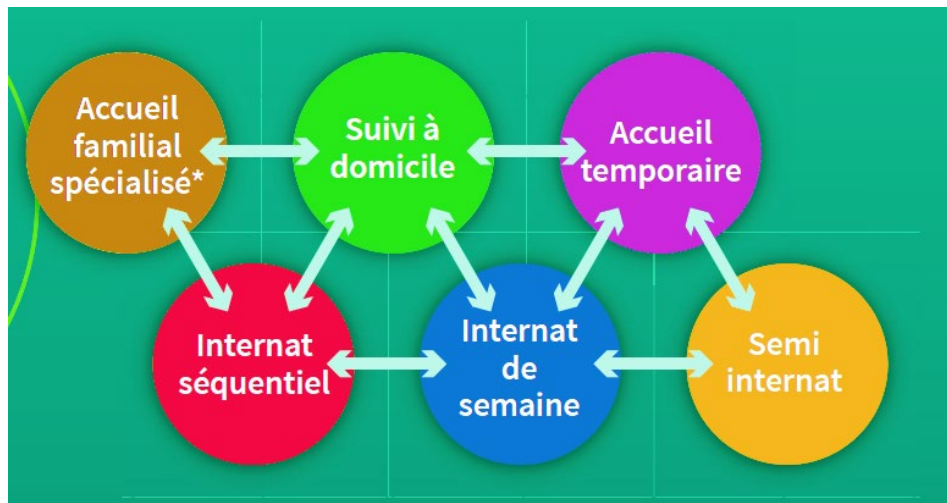 Accueil
familial
spécialisé*
Suivi à
domicile
Accueil
temporaire
Internat
séquentiel
Internat
de
semaine
Semi
internat